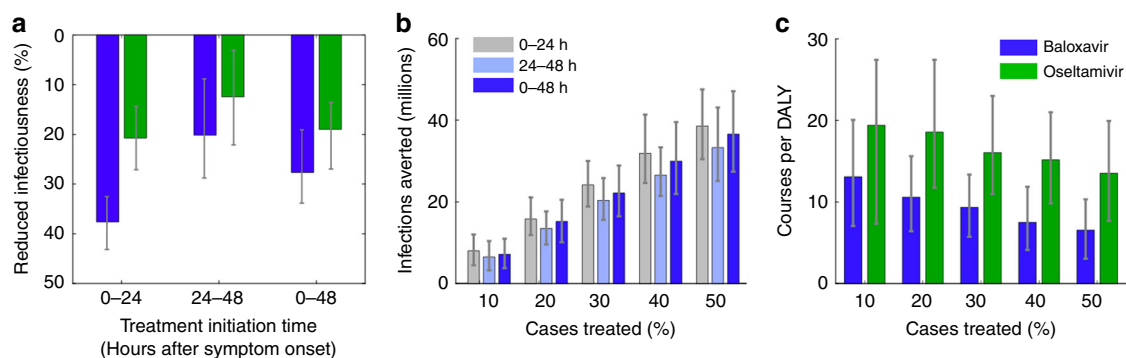 a
Reduced infectiousness (%)
0
10
20
30
40
50
0–24
24–48
0–48
Treatment initiation time
(Hours after symptom onset)
b
Infections averted (millions)
60
40
20
0
0–24 h
24–48 h
0–48 h
10
20
30
40
50
Cases treated (%)
c
Courses per DALY
30
20
10
0
Baloxavir
Oseltamivir
10
20
30
40
50
Cases treated (%)